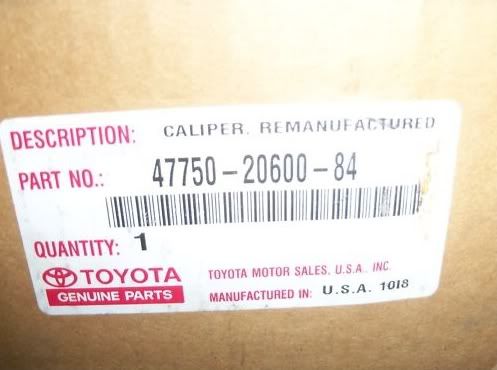 DESCRIPTION: CALIPER. REMANUFACTURED
PART NO.: 47750-20600-84
QUANTITY: 1
TOYOTA TOYOTA MOTOR SALES, U.S.A., INC.
GENUINE PARTS MANUFACTURED IN: U.S.A. 1018